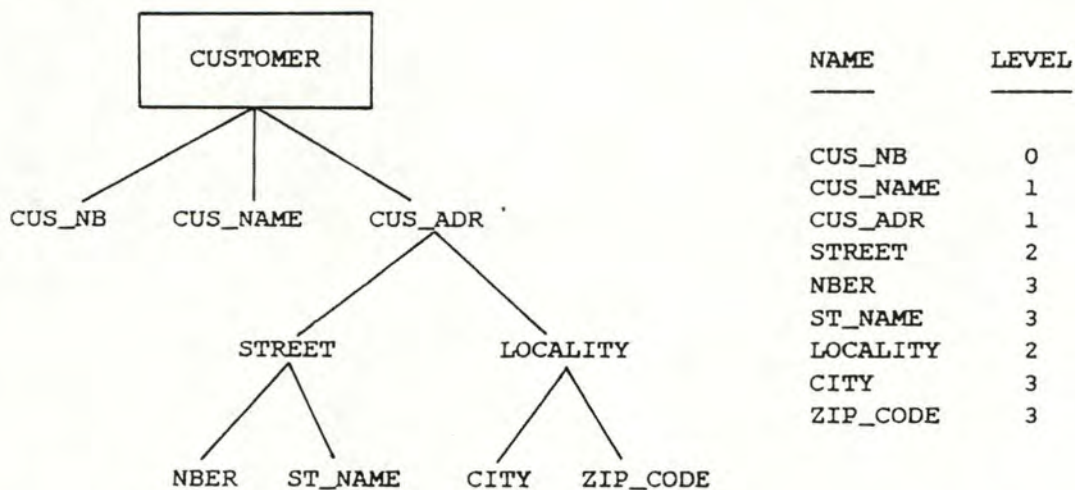 CUSTOMER
CUS_NB CUS_NAME CUS_ADR
STREET LOCALITY
NBER ST_NAME CITY ZIP_CODE
NAME LEVEL
CUS_NB 0
CUS_NAME 1
CUS_ADR 1
STREET 2
NBER 3
ST_NAME 3
LOCALITY 2
CITY 3
ZIP_CODE 3